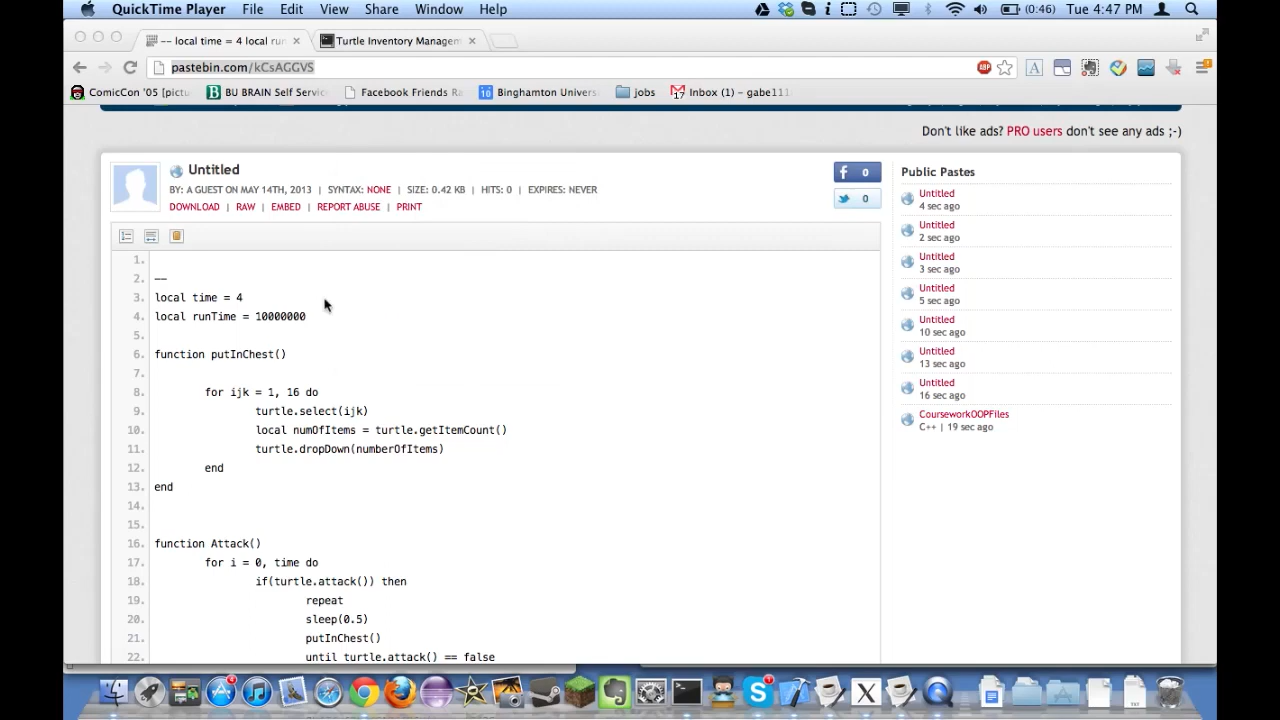 QuickTime Player File Edit View Share Window Help (0:46) Tue 4:47 PM
-- local time = 4 local run Turtle Inventory Managem
pastebin.com/kCsAGGVS
ComicCon '05 [pictu BU BRAIN Self Servic Facebook Friends Ra 10 Binghamton Univers jobs 17 Inbox (1) – gabe111
Don't like ads? PRO users don't see any ads ;-)
Untitled
BY: A GUEST ON MAY 14TH, 2013 | SYNTAX: NONE | SIZE: 0.42 KB | HITS: 0 | EXPIRES: NEVER
DOWNLOAD | RAW | EMBED | REPORT ABUSE | PRINT
0
0
1.
2. --
3. local time = 4
4. local runTime = 10000000
5.
6. function putInChest()
7.
8. for ijk = 1, 16 do
9. turtle.select(ijk)
10. local numOfItems = turtle.getItemCount()
11. turtle.dropDown(numberOfItems)
12. end
13. end
14.
15.
16. function Attack()
17. for i = 0, time do
18. if(turtle.attack()) then
19. repeat
20. sleep(0.5)
21. putInChest()
22. until turtle.attack() == false
Public Pastes
Untitled
4 sec ago
Untitled
2 sec ago
Untitled
3 sec ago
Untitled
5 sec ago
Untitled
10 sec ago
Untitled
13 sec ago
Untitled
16 sec ago
CourseworkOOPFiles
C++ | 19 sec ago